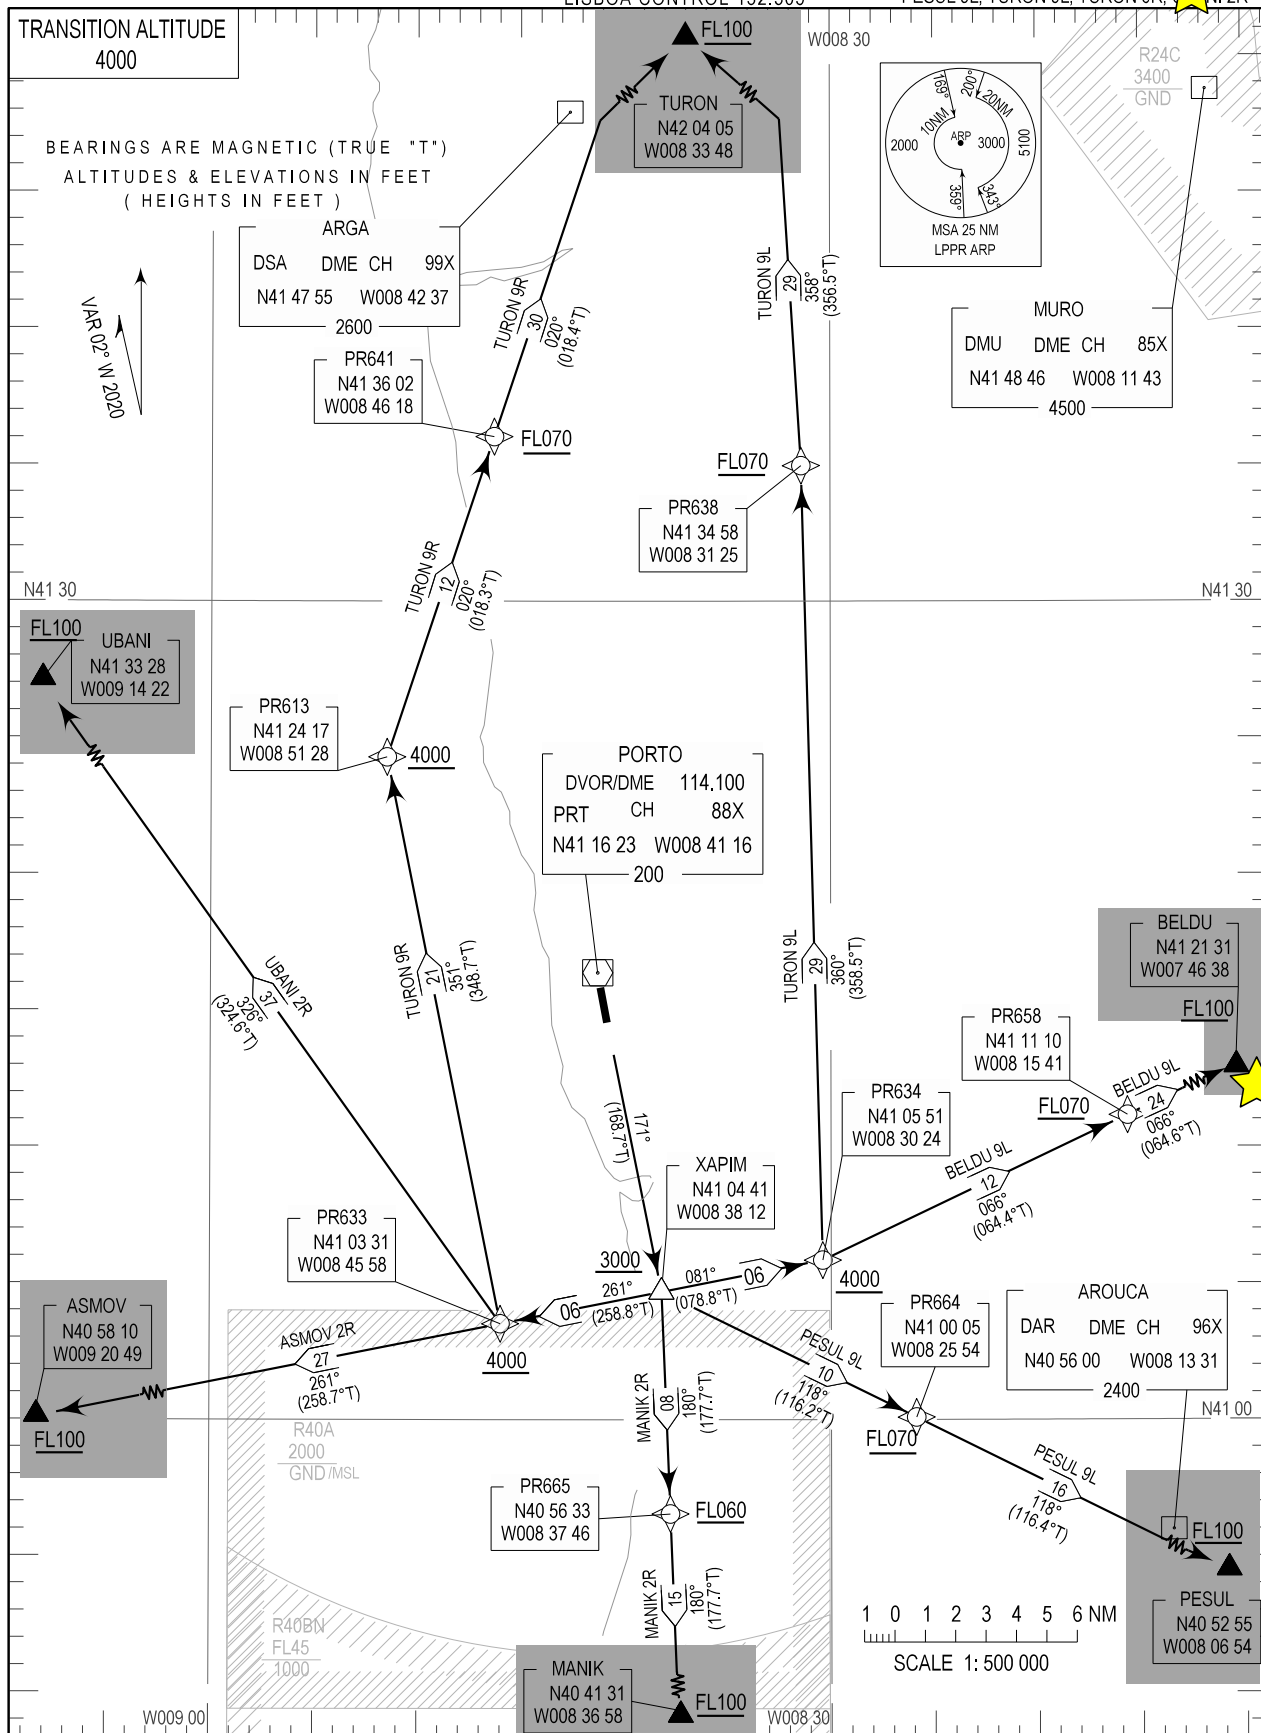 TRANSITION ALTITUDE
4000
FL100
W008 30
TURON
N42 04 05
W008 33 48
R24C
3400
GND
169°
200°
10NM
20NM
ARP
2000
3000
5100
359°
343°
MSA 25 NM
LPPR ARP
BEARINGS ARE MAGNETIC (TRUE "T")
ALTITUDES & ELEVATIONS IN FEET
( HEIGHTS IN FEET )
ARGA
DSA DME CH 99X
N41 47 55 W008 42 37
2600
VAR 02° W 2020
TURON 9R
30
020°
(018.4°T)
TURON 9L
29
358°
(356.5°T)
MURO
DMU DME CH 85X
N41 48 46 W008 11 43
4500
PR641
N41 36 02
W008 46 18
FL070
FL070
PR638
N41 34 58
W008 31 25
TURON 9R
12
020°
(018.3°T)
N41 30
N41 30
FL100
UBANI
N41 33 28
W009 14 22
PR613
N41 24 17
W008 51 28
4000
PORTO
DVOR/DME 114.100
PRT CH 88X
N41 16 23 W008 41 16
200
UBANI 2R
37
326°
(324.6°T)
TURON 9R
21
351°
(348.7°T)
TURON 9L
29
360°
(358.5°T)
BELDU
N41 21 31
W007 46 38
FL100
PR658
N41 11 10
W008 15 41
FL070
BELDU 9L
24
066°
(064.6°T)
171°
(168.7°T)
PR634
N41 05 51
W008 30 24
BELDU 9L
12
066°
(064.4°T)
XAPIM
N41 04 41
W008 38 12
3000
PR633
N41 03 31
W008 45 58
4000
06
261°
(258.8°T)
081°
(078.8°T)
06
4000
ASMOV
N40 58 10
W009 20 49
FL100
ASMOV 2R
27
261°
(258.7°T)
PR664
N41 00 05
W008 25 54
FL070
AROUCA
DAR DME CH 96X
N40 56 00 W008 13 31
2400
PESUL 9L
10
118°
(116.2°T)
N41 00
R40A
2000
GND /MSL
MANIK 2R
08
180°
(177.7°T)
PR665
N40 56 33
W008 37 46
FL060
PESUL 9L
16
118°
(116.4°T)
FL100
PESUL
N40 52 55
W008 06 54
MANIK 2R
15
180°
(177.7°T)
R40BN
FL45
1000
1 0 1 2 3 4 5 6 NM
SCALE 1: 500 000
MANIK
N40 41 31
W008 36 58
FL100
W009 00
W008 30